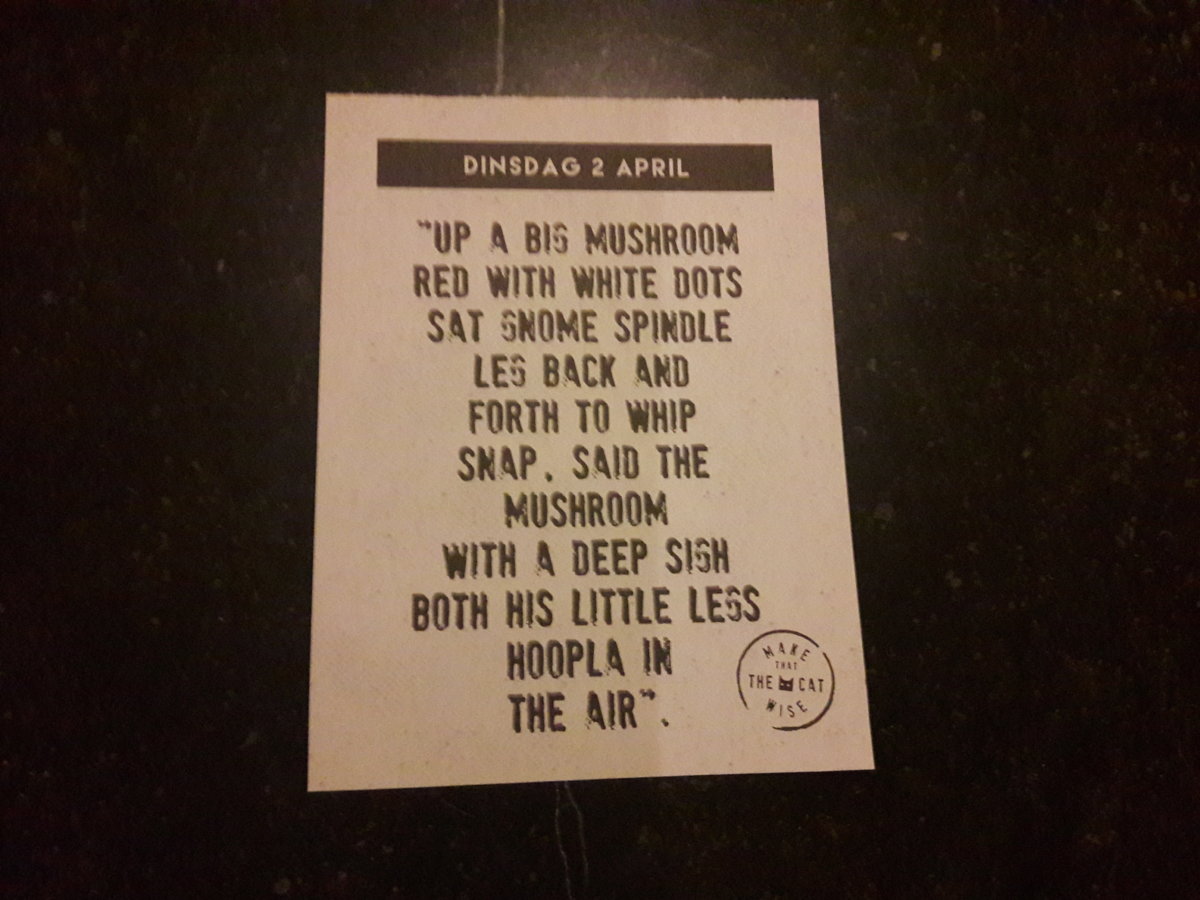 DINSDAG 2 APRIL
"UP A BIG MUSHROOM
RED WITH WHITE DOTS
SAT GNOME SPINDLE
LEG BACK AND
FORTH TO WHIP
SNAP, SAID THE
MUSHROOM
WITH A DEEP SIGH
BOTH HIS LITTLE LEGS
HOOPLA IN
THE AIR".
MAKE
THAT
THE CAT
WISE